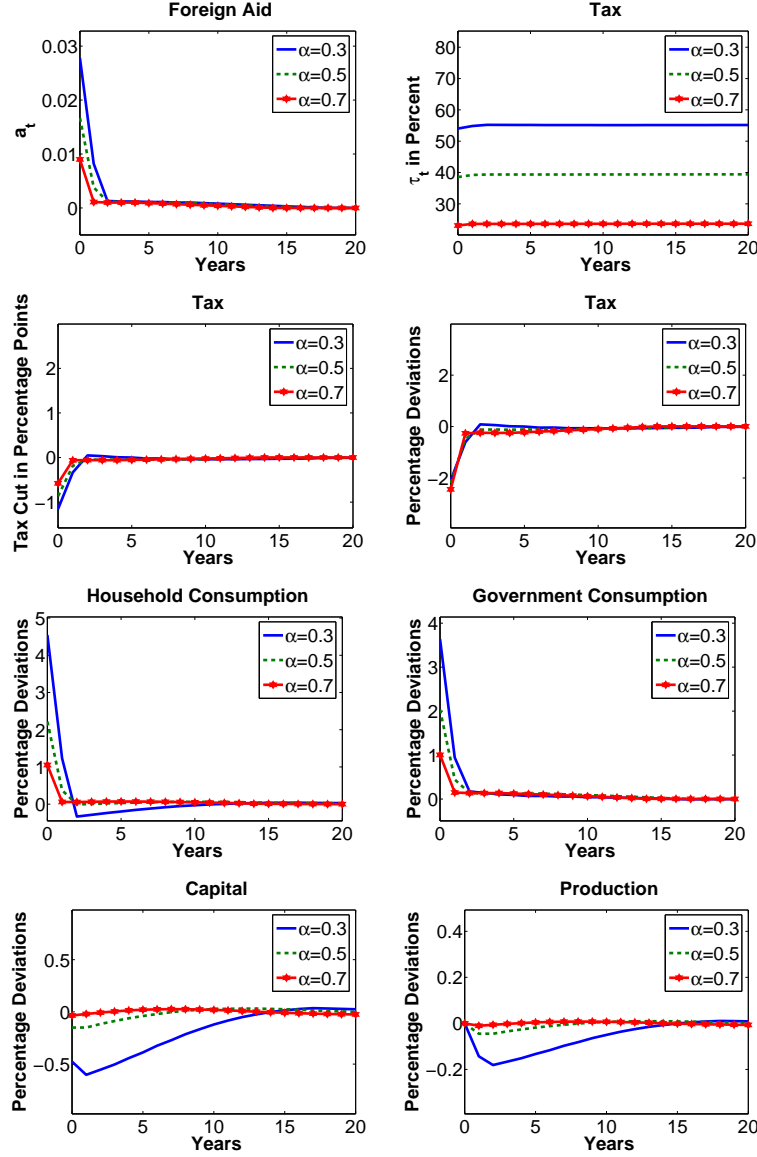 Foreign Aid
a_t
0.03
0.02
0.01
0
α=0.3
α=0.5
α=0.7
0 5 10 15 20
Years
Tax
τ_t in Percent
80
70
60
50
40
30
α=0.3
α=0.5
α=0.7
0 5 10 15 20
Years
Tax
Tax Cut in Percentage Points
2
1
0
−1
α=0.3
α=0.5
α=0.7
0 5 10 15 20
Years
Tax
Percentage Deviations
2
0
−2
α=0.3
α=0.5
α=0.7
0 5 10 15 20
Years
Household Consumption
Percentage Deviations
5
4
3
2
1
0
α=0.3
α=0.5
α=0.7
0 5 10 15 20
Years
Government Consumption
Percentage Deviations
4
3
2
1
0
α=0.3
α=0.5
α=0.7
0 5 10 15 20
Years
Capital
Percentage Deviations
0.5
0
−0.5
α=0.3
α=0.5
α=0.7
0 5 10 15 20
Years
Production
Percentage Deviations
0.4
0.2
0
−0.2
α=0.3
α=0.5
α=0.7
0 5 10 15 20
Years